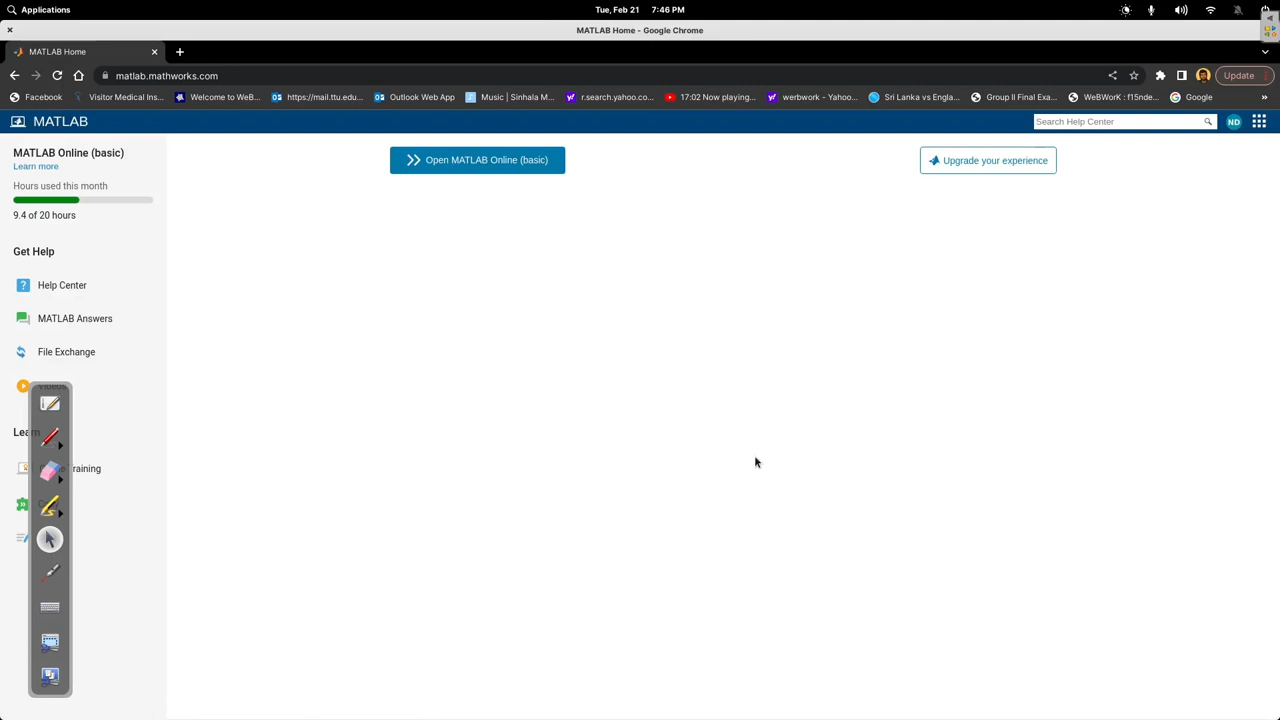 Applications
Tue, Feb 21 7:46 PM
MATLAB Home - Google Chrome
MATLAB Home
matlab.mathworks.com
Update
Facebook
Visitor Medical Ins...
Welcome to WeB...
https://mail.ttu.edu...
Outlook Web App
Music | Sinhala M...
r.search.yahoo.co...
17:02 Now playing...
werbwork - Yahoo...
Sri Lanka vs Engla...
Group II Final Exa...
WeBWorK : f15nde...
Google
MATLAB
Search Help Center
ND
MATLAB Online (basic)
Learn more
Hours used this month
9.4 of 20 hours
Open MATLAB Online (basic)
Upgrade your experience
Get Help
Help Center
MATLAB Answers
File Exchange
Videos
Learn
Training